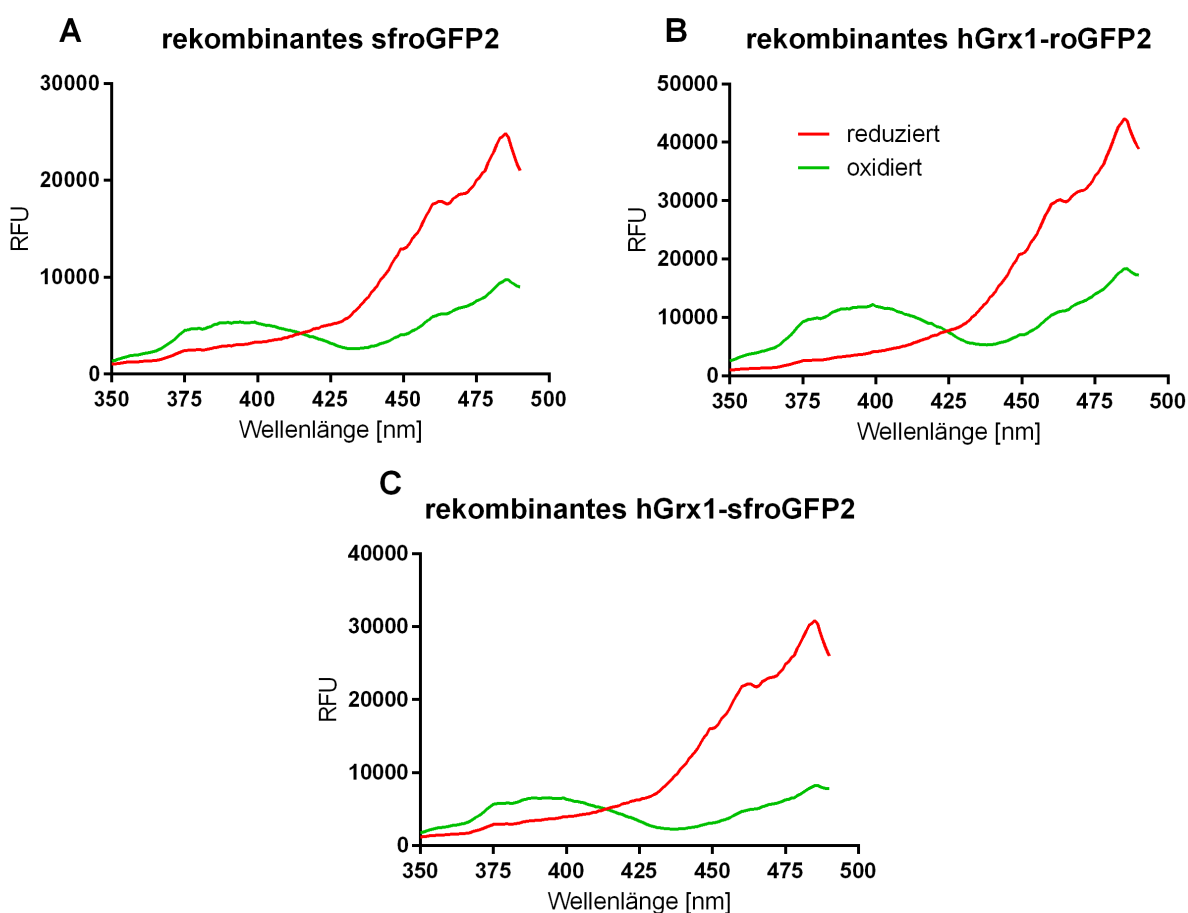 A
rekombinantes sfroGFP2
30000
20000
10000
0
RFU
350
375
400
425
450
475
500
Wellenlänge [nm]
B
rekombinantes hGrx1-roGFP2
50000
40000
30000
20000
10000
0
RFU
reduziert
oxidiert
350
375
400
425
450
475
500
Wellenlänge [nm]
C
rekombinantes hGrx1-sfroGFP2
40000
30000
20000
10000
0
RFU
350
375
400
425
450
475
500
Wellenlänge [nm]